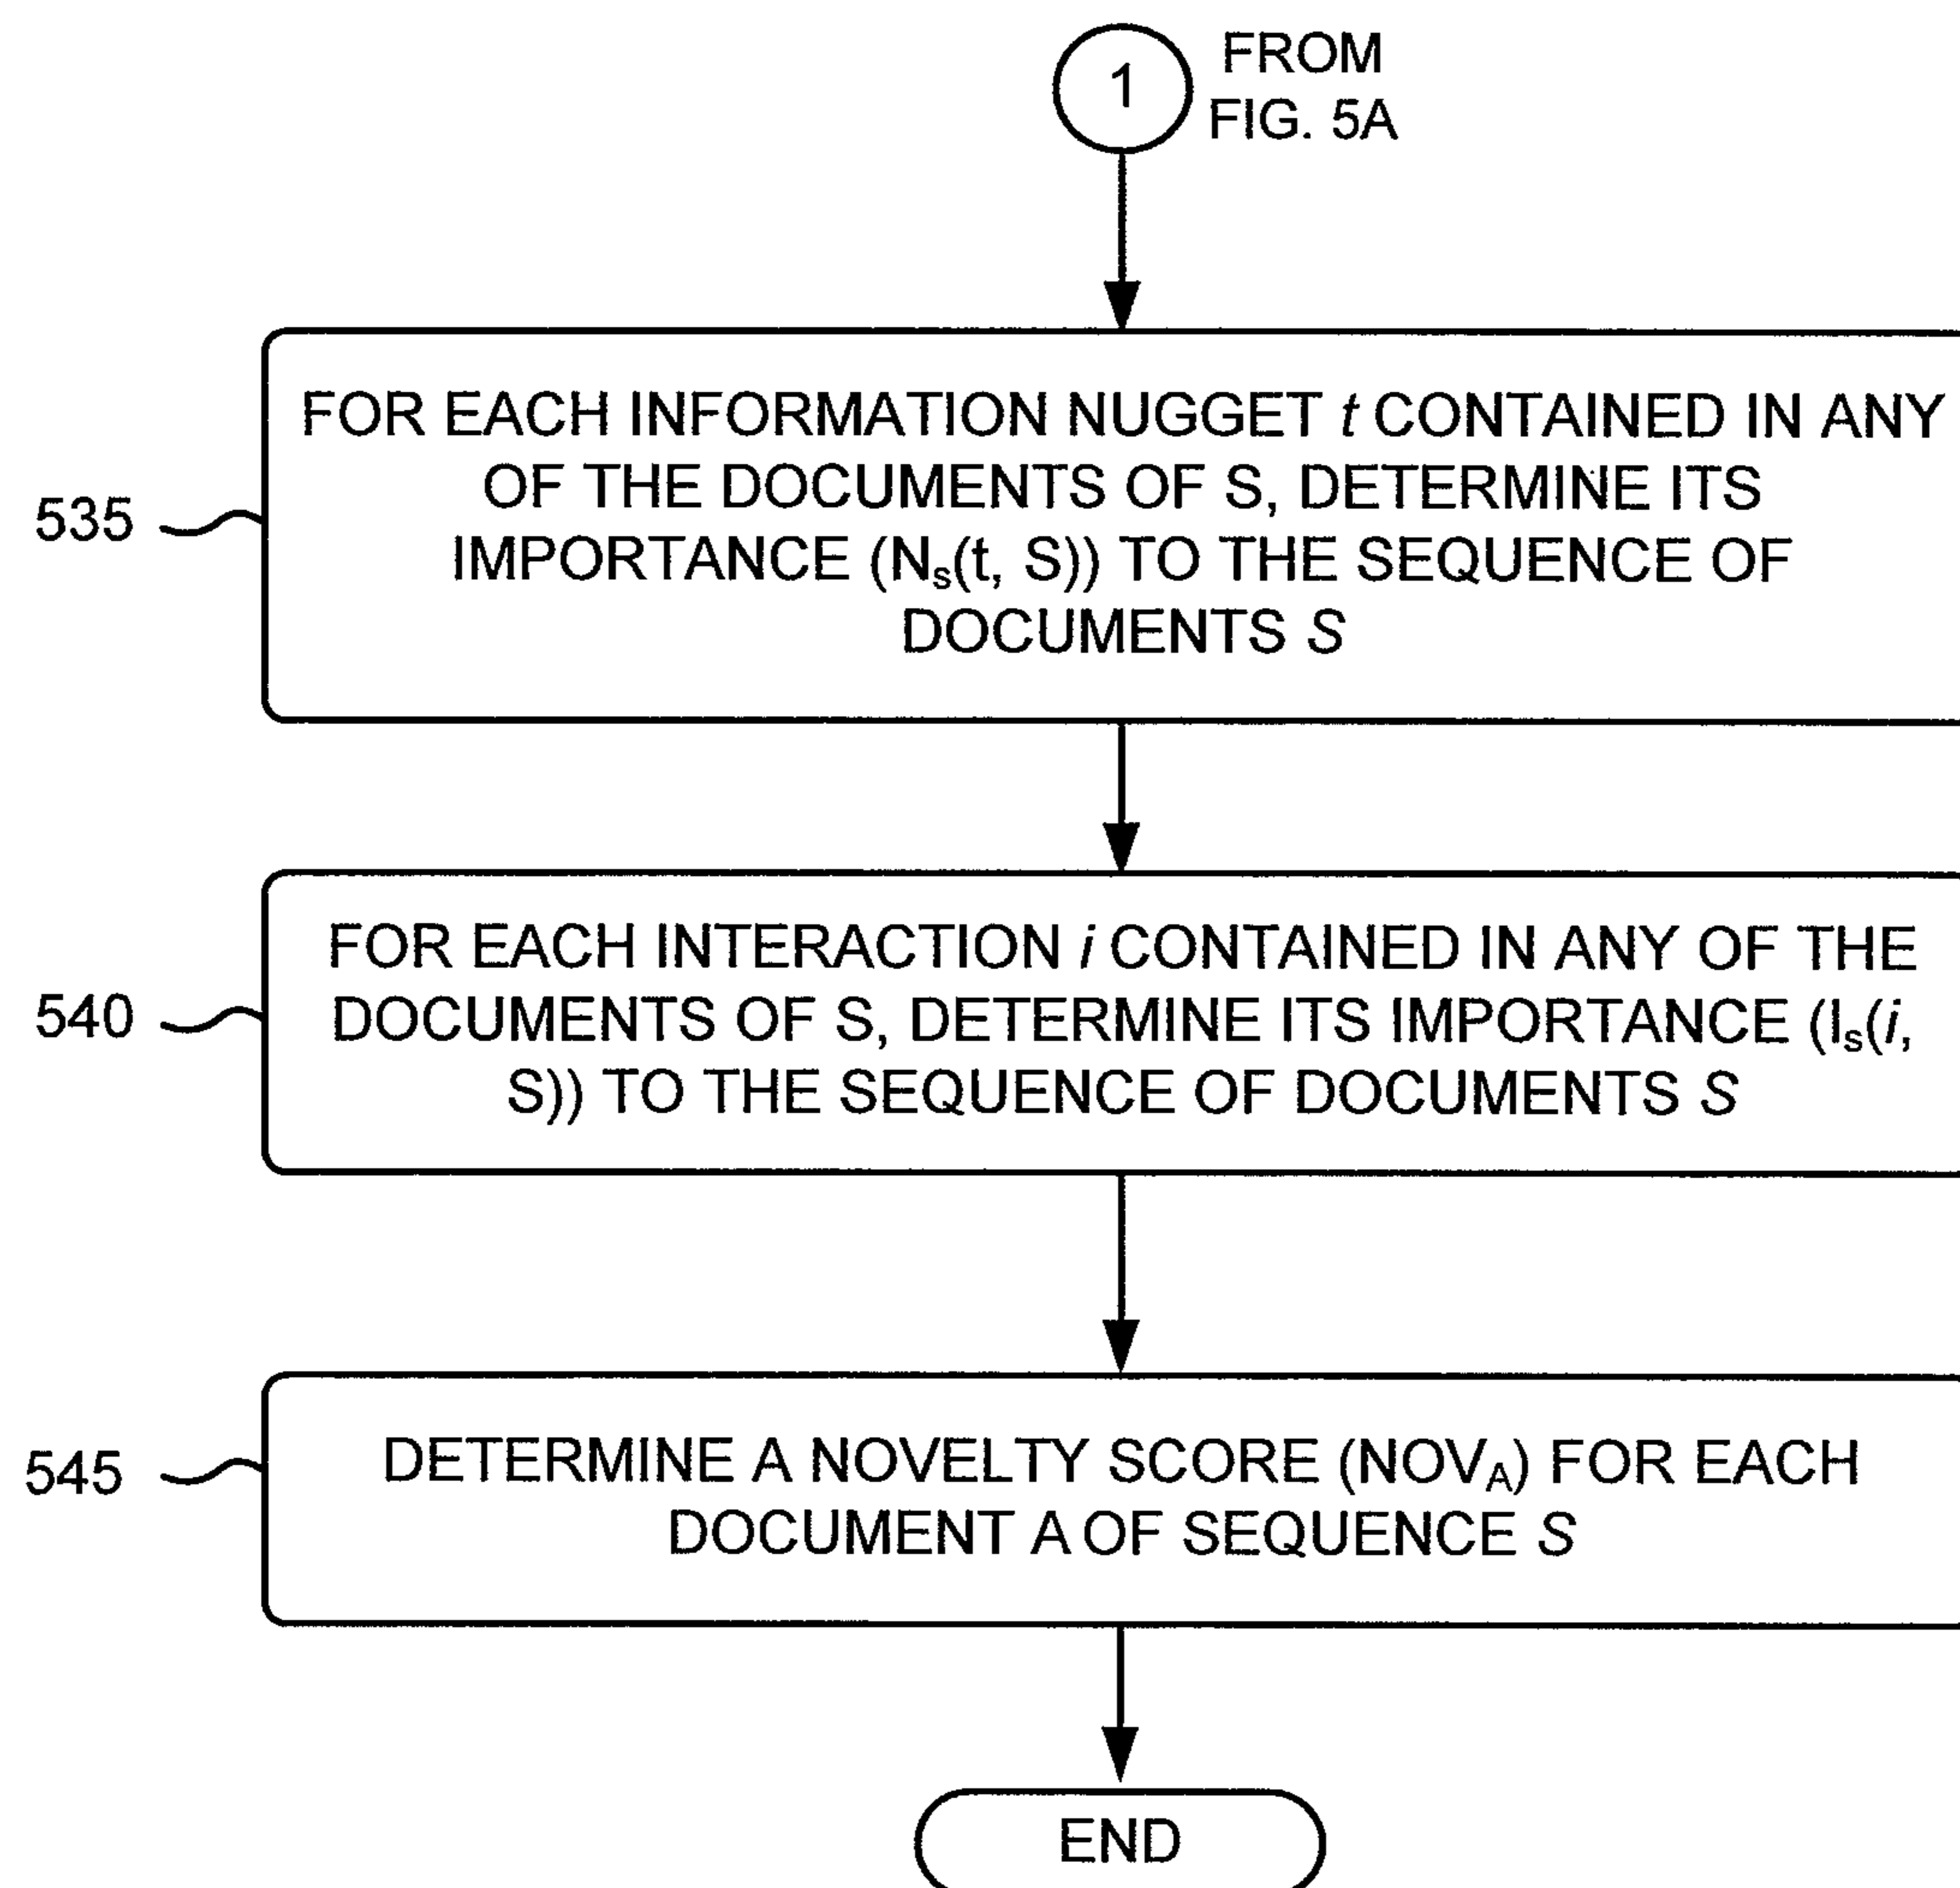 1
FROM
FIG. 5A
FOR EACH INFORMATION NUGGET t CONTAINED IN ANY
OF THE DOCUMENTS OF S, DETERMINE ITS
IMPORTANCE (Nₛ(t, S)) TO THE SEQUENCE OF
DOCUMENTS S
535
FOR EACH INTERACTION i CONTAINED IN ANY OF THE
DOCUMENTS OF S, DETERMINE ITS IMPORTANCE (Iₛ(i,
S)) TO THE SEQUENCE OF DOCUMENTS S
540
DETERMINE A NOVELTY SCORE (NOV_A) FOR EACH
DOCUMENT A OF SEQUENCE S
545
END